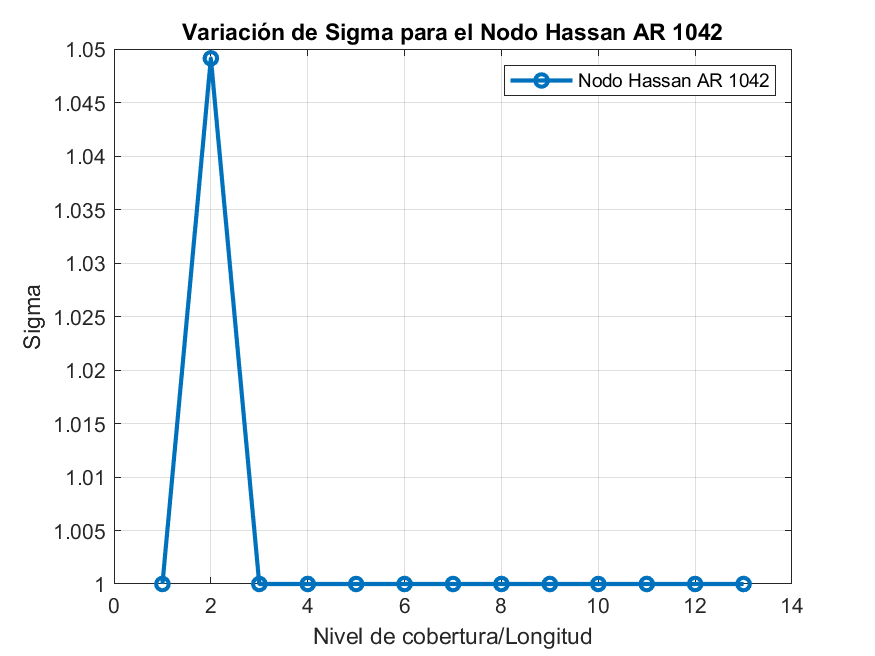 Variación de Sigma para el Nodo Hassan AR 1042
1.05
Nodo Hassan AR 1042
1.045
1.04
1.035
1.03
1.025
1.02
1.015
1.01
1.005
1
Sigma
0 2 4 6 8 10 12 14
Nivel de cobertura/Longitud